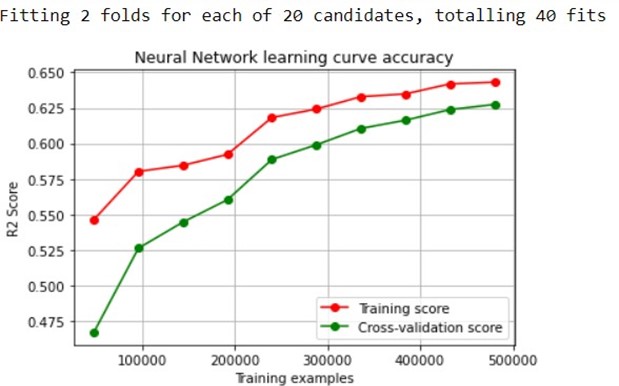 Fitting 2 folds for each of 20 candidates, totalling 40 fits
Neural Network learning curve accuracy
0.650
0.625
0.600
0.575
0.550
0.525
0.500
0.475
R2 Score
Training score
Cross-validation score
100000 200000 300000 400000 500000
Training examples